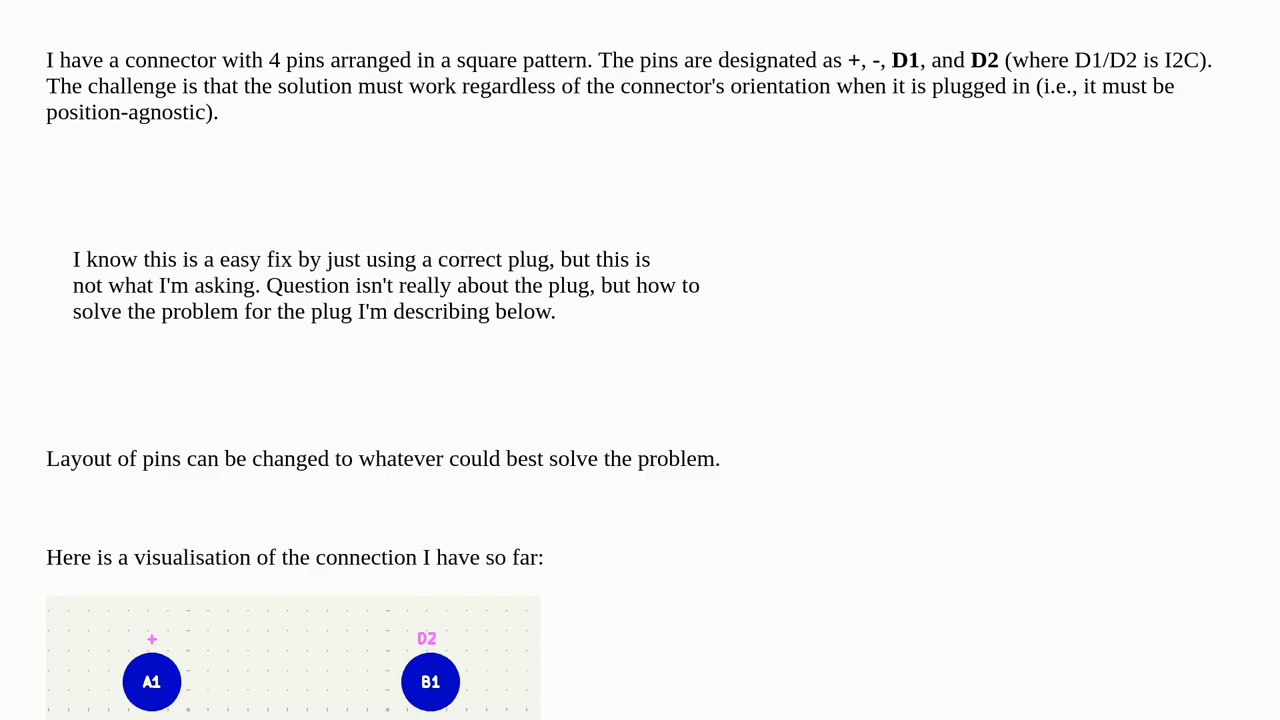 I have a connector with 4 pins arranged in a square pattern. The pins are designated as +, -, D1, and D2 (where D1/D2 is I2C).
The challenge is that the solution must work regardless of the connector's orientation when it is plugged in (i.e., it must be
position-agnostic).
I know this is a easy fix by just using a correct plug, but this is
not what I'm asking. Question isn't really about the plug, but how to
solve the problem for the plug I'm describing below.
Layout of pins can be changed to whatever could best solve the problem.
Here is a visualisation of the connection I have so far:
+ D2
A1 B1